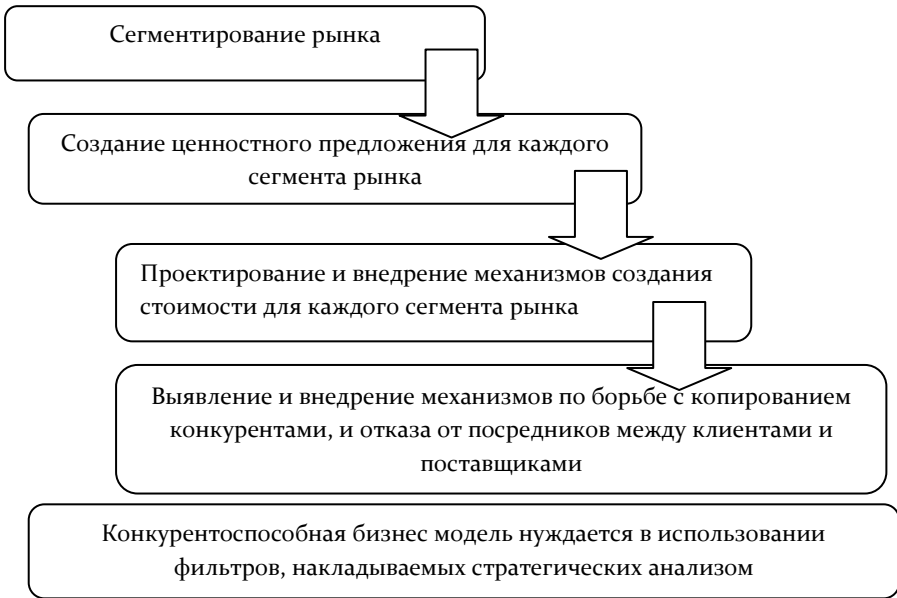 Сегментирование рынка
Создание ценностного предложения для каждого
сегмента рынка
Проектирование и внедрение механизмов создания
стоимости для каждого сегмента рынка
Выявление и внедрение механизмов по борьбе с копированием
конкурентами, и отказа от посредников между клиентами и
поставщиками
Конкурентоспособная бизнес модель нуждается в использовании
фильтров, накладываемых стратегических анализом